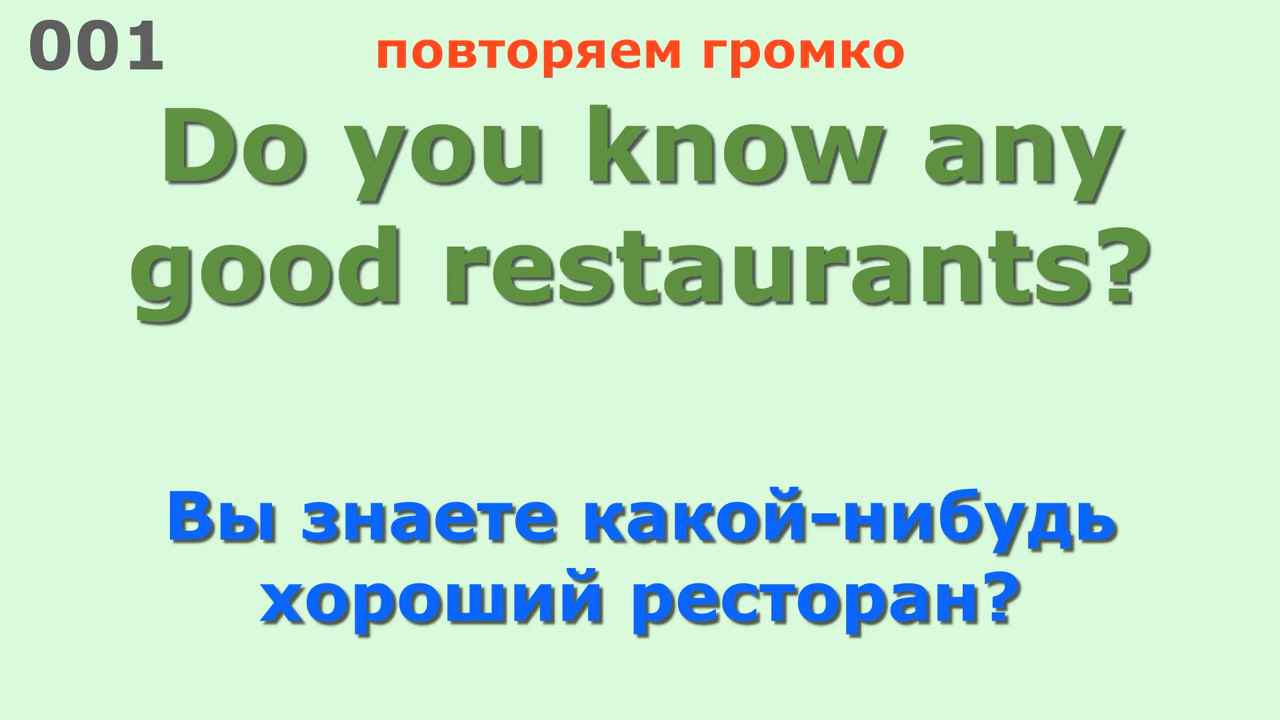 001
повторяем громко
Do you know any
good restaurants?
Вы знаете какой-нибудь
хороший ресторан?